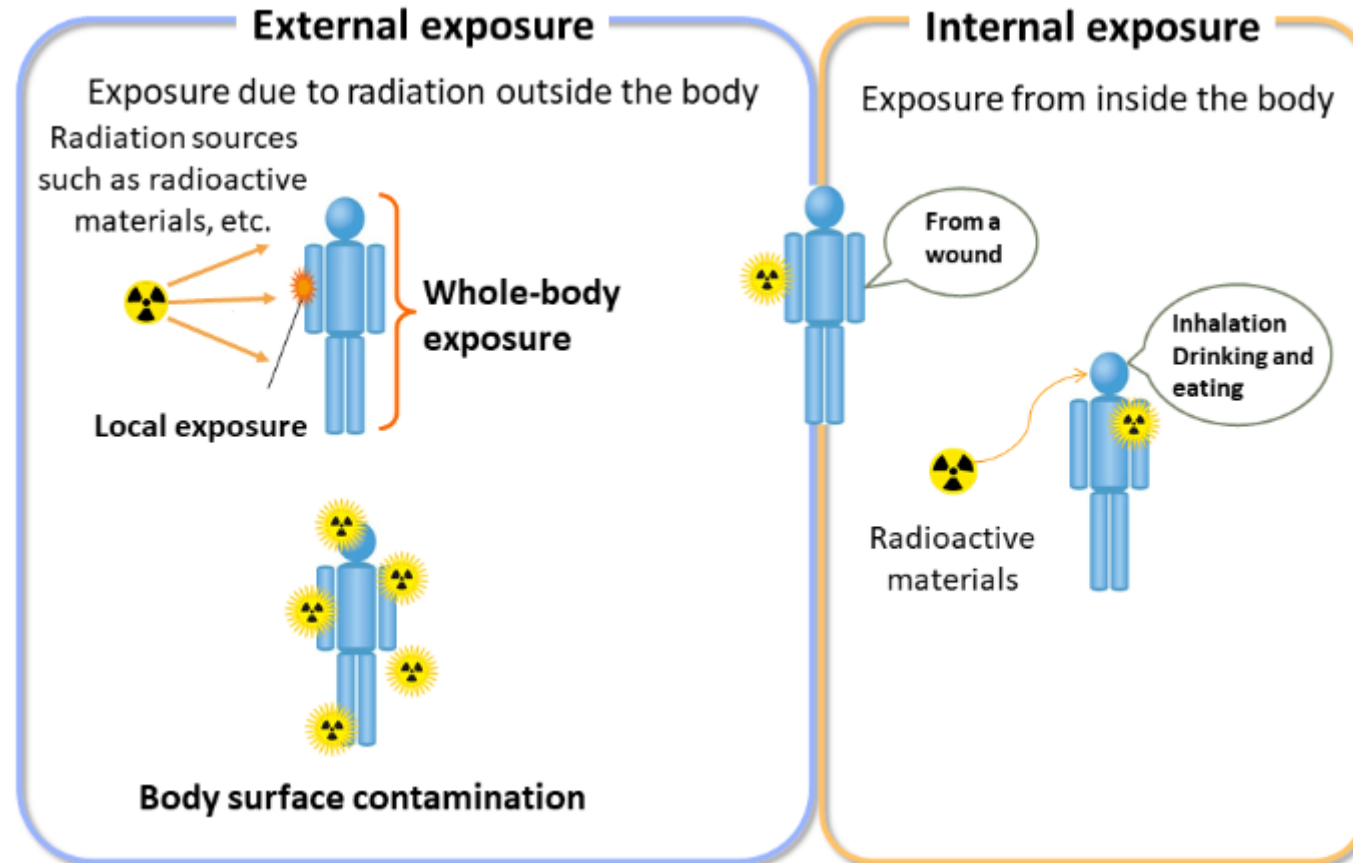 External exposure
Exposure due to radiation outside the body
Radiation sources
such as radioactive
materials, etc.
Whole-body
exposure
Local exposure
Body surface contamination
Internal exposure
Exposure from inside the body
From a
wound
Inhalation
Drinking and
eating
Radioactive
materials